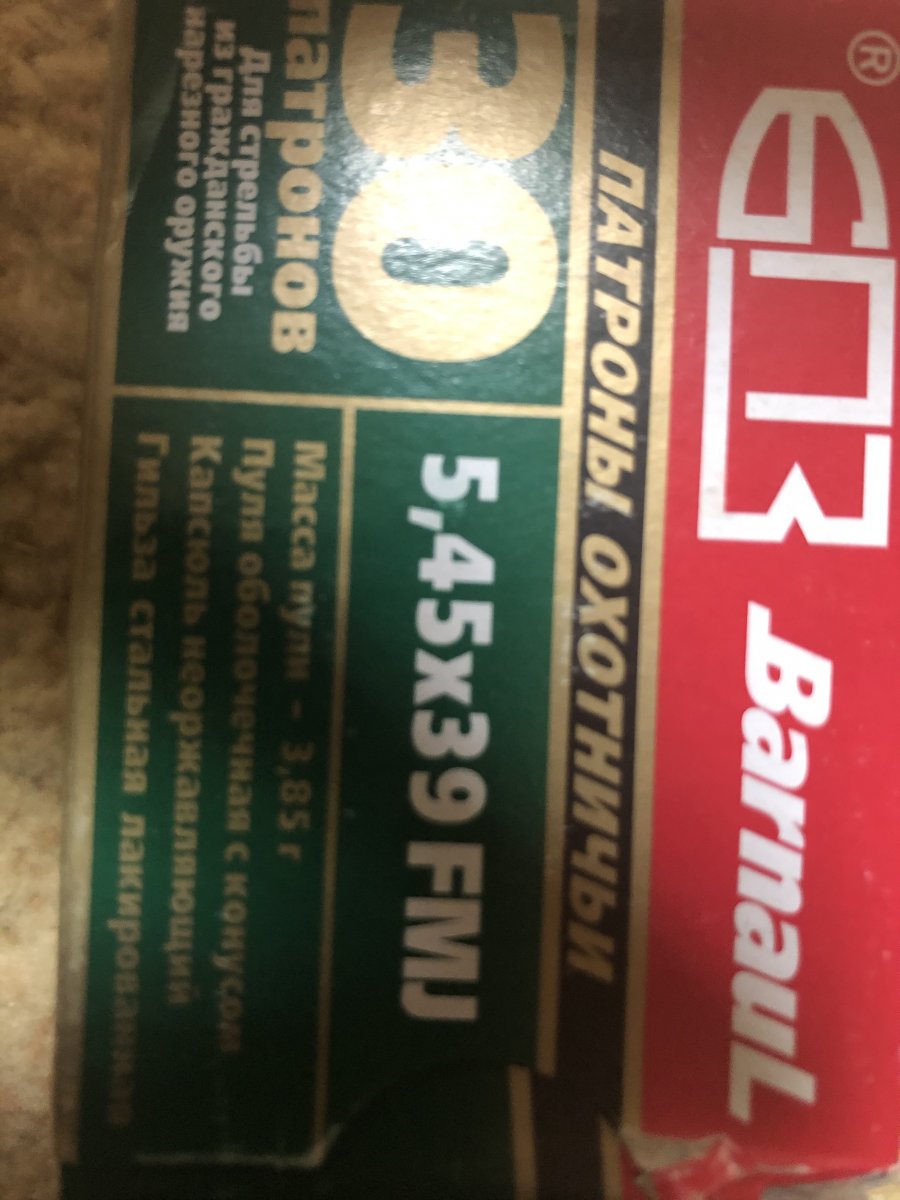 ®
БПЗ Barnaul
ПАТРОНЫ ОХОТНИЧЬИ
30
патронов
Для стрельбы
из гражданского
нарезного оружия
5,45x39 FMJ
Масса пули - 3,85 г
Пуля оболочечная с конусом
Капсюль неоржавляющий
Гильза стальная лакированная